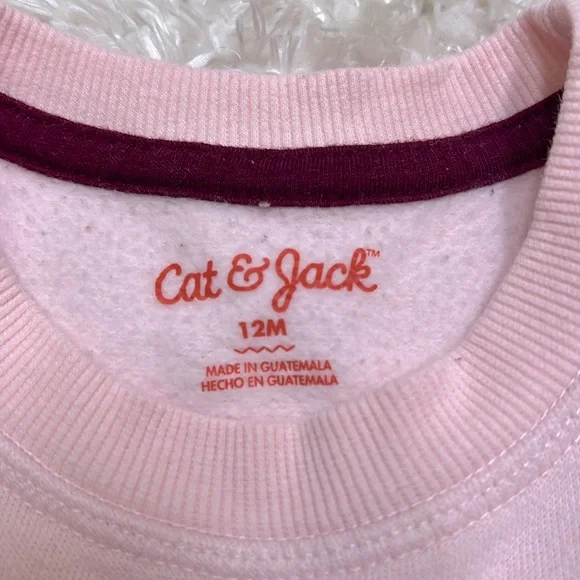 Cat & Jack™
12M
MADE IN GUATEMALA
HECHO EN GUATEMALA